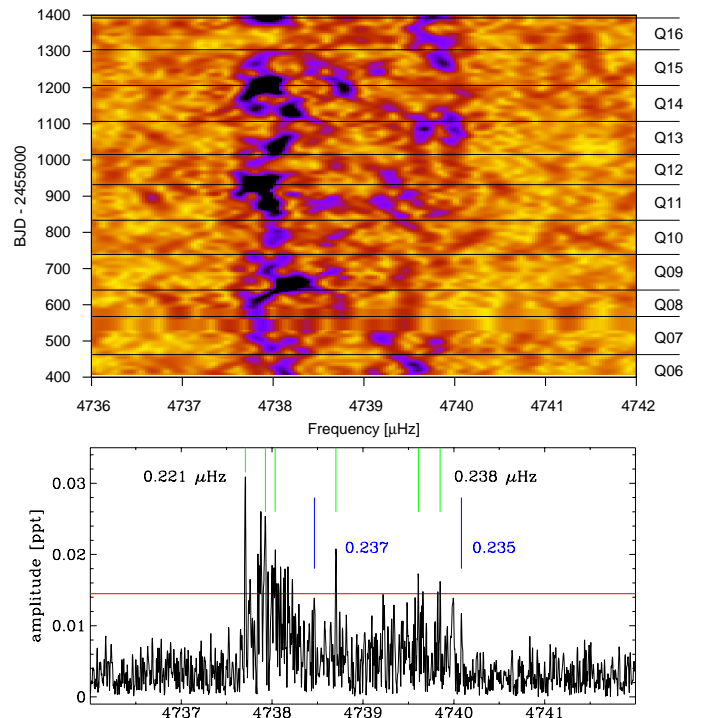 1400
1300
1200
1100
1000
900
800
700
600
500
400
BJD - 2455000
Q16
Q15
Q14
Q13
Q12
Q11
Q10
Q09
Q08
Q07
Q06
4736 4737 4738 4739 4740 4741 4742
Frequency [µHz]
0.221 µHz 0.238 µHz
0.237 0.235
0.03
0.02
0.01
0
amplitude [ppt]
4737 4738 4739 4740 4741